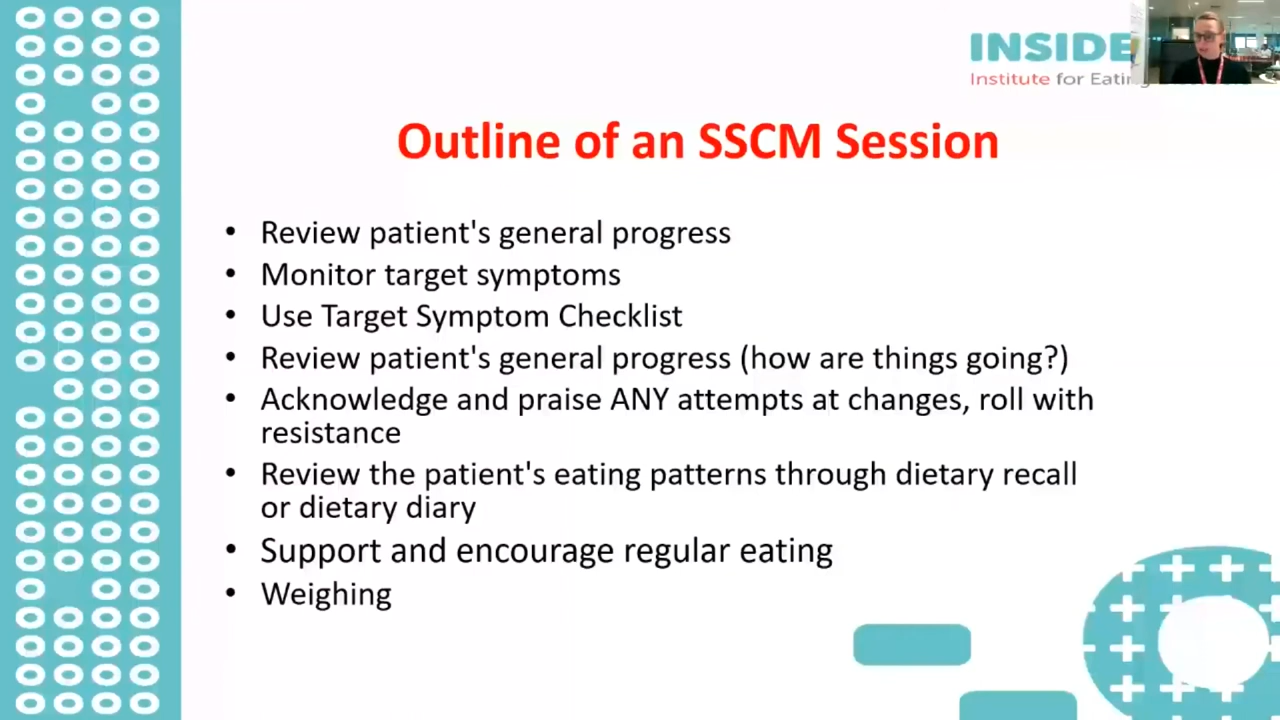 INSIDE
Institute for Eating
Outline of an SSCM Session
• Review patient's general progress
• Monitor target symptoms
• Use Target Symptom Checklist
• Review patient's general progress (how are things going?)
• Acknowledge and praise ANY attempts at changes, roll with
resistance
• Review the patient's eating patterns through dietary recall
or dietary diary
• Support and encourage regular eating
• Weighing